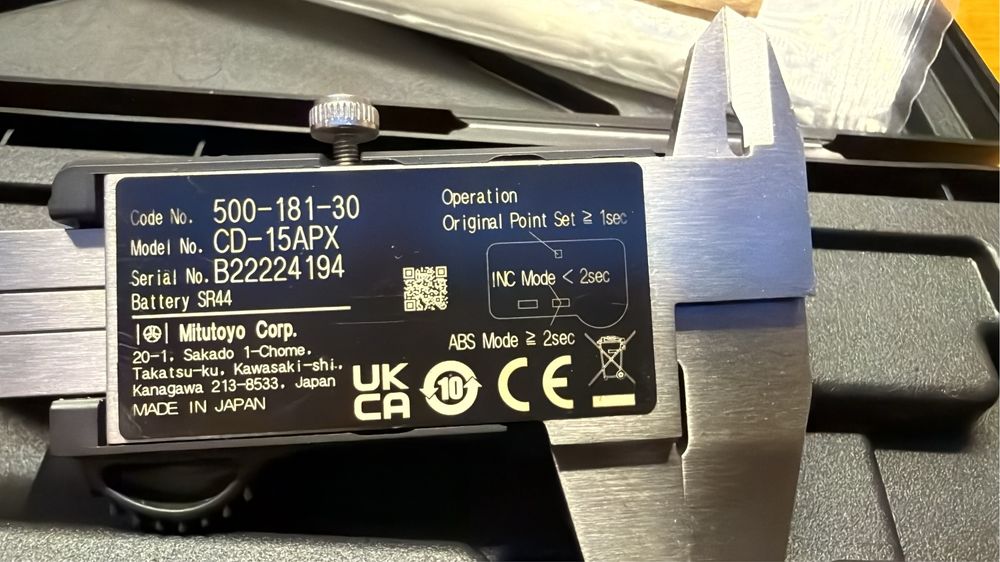 Code No. 500-181-30
Model No. CD-15APX
Serial No. B22224194
Battery SR44
Mitutoyo Corp.
20-1, Sakado 1-Chome,
Takatsu-ku, Kawasaki-shi.,
Kanagawa 213-8533, Japan
MADE IN JAPAN
Operation
Original Point Set ≧ 1sec
INC Mode < 2sec
ABS Mode ≧ 2sec
UK
CA
10
CE